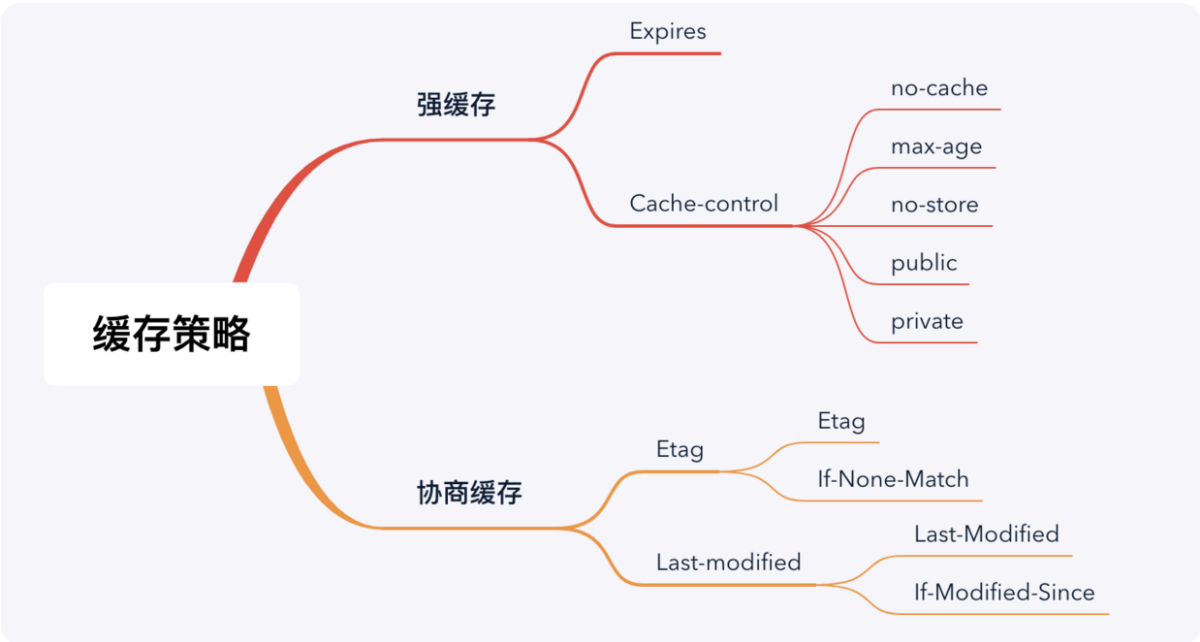 缓存策略
强缓存
Expires
Cache-control
no-cache
max-age
no-store
public
private
协商缓存
Etag
Etag
If-None-Match
Last-modified
Last-Modified
If-Modified-Since